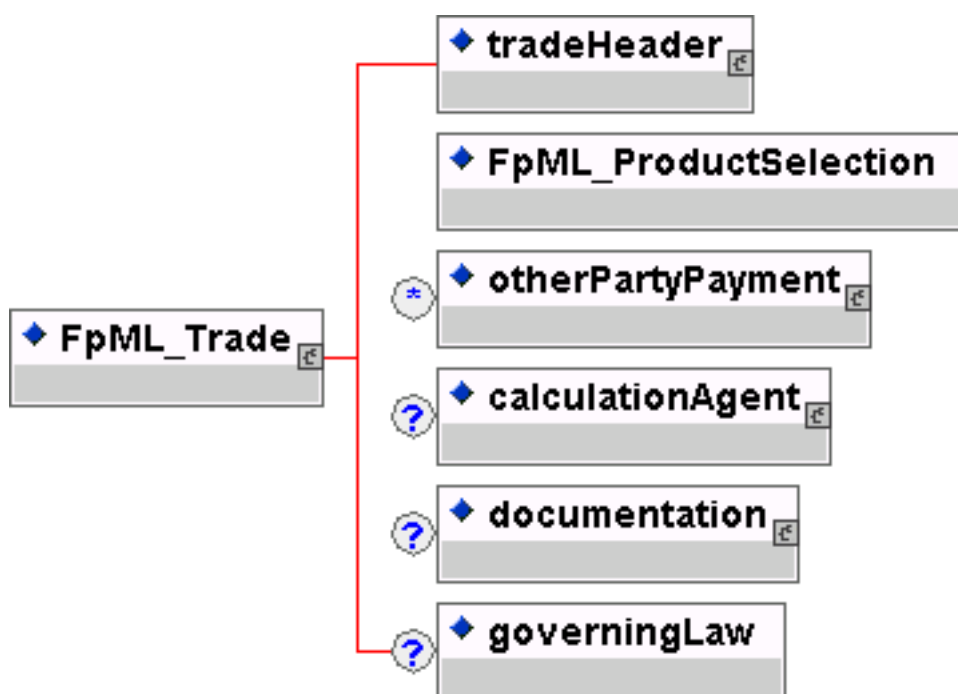 tradeHeader
FpML_ProductSelection
* otherPartyPayment
FpML_Trade
? calculationAgent
? documentation
? governingLaw